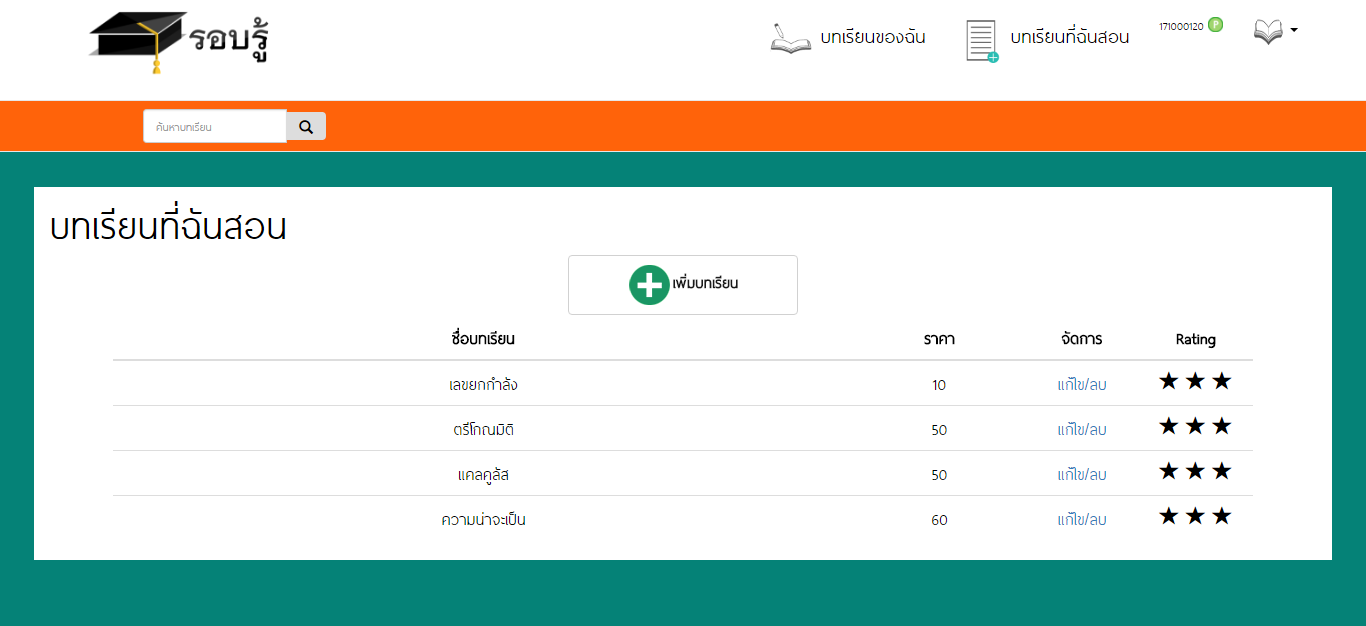 รอบรู้
บทเรียนของฉัน
บทเรียนที่ฉันสอน
171000120 P
ค้นหาบทเรียน
บทเรียนที่ฉันสอน
เพิ่มบทเรียน
ชื่อบทเรียน ราคา จัดการ Rating
เลขยกกำลัง 10 แก้ไข/ลบ ★ ★ ★
ตรีโกณมิติ 50 แก้ไข/ลบ ★ ★ ★
แคลคูลัส 50 แก้ไข/ลบ ★ ★ ★
ความน่าจะเป็น 60 แก้ไข/ลบ ★ ★ ★